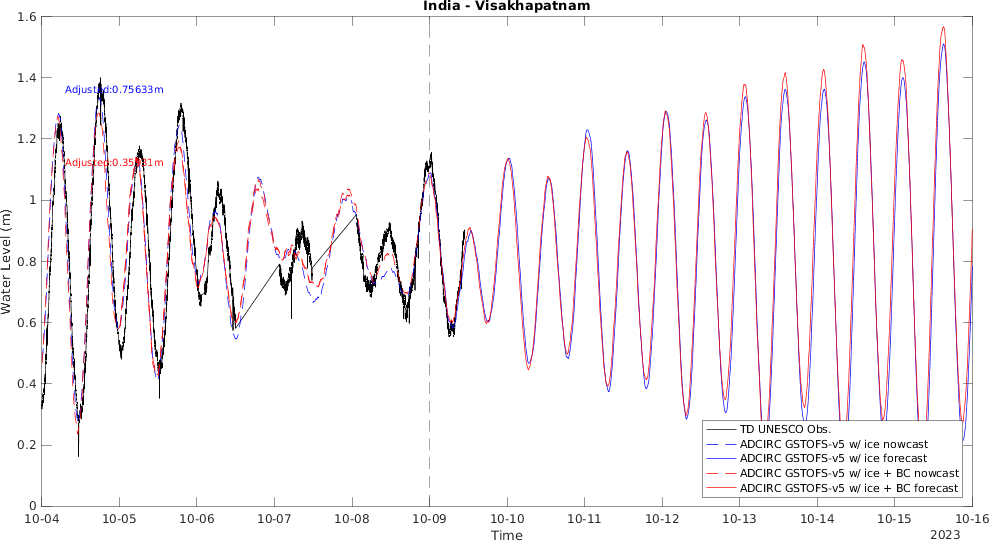 India - Visakhapatnam
1.6
1.4
1.2
1
0.8
0.6
0.4
0.2
0
Water Level (m)
Adjusted:0.75633m
TD UNESCO Obs.
ADCIRC GSTOFS-v5 w/ ice nowcast
ADCIRC GSTOFS-v5 w/ ice forecast
ADCIRC GSTOFS-v5 w/ ice + BC nowcast
ADCIRC GSTOFS-v5 w/ ice + BC forecast
10-04 10-05 10-06 10-07 10-08 10-09 10-10 10-11 10-12 10-13 10-14 10-15 10-16
Time
2023